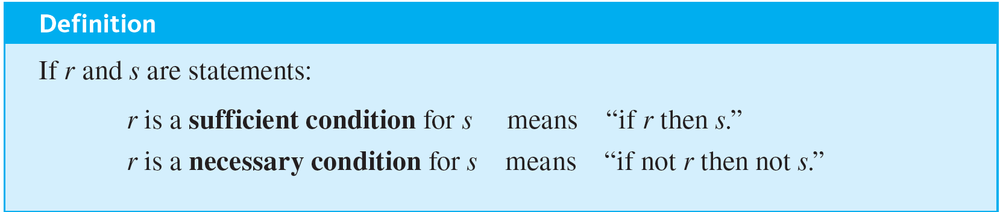 Definition
If r and s are statements:
r is a sufficient condition for s means “if r then s.”
r is a necessary condition for s means “if not r then not s.”